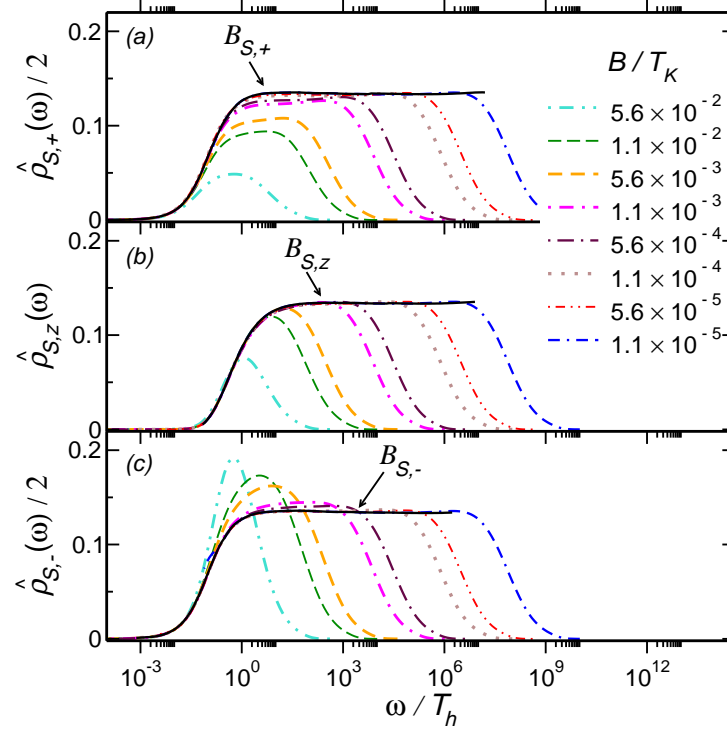 (a)
B_{S,+}
B / T_K
0.2
0.1
0
ρ̂_{S,+}(ω) / 2
5.6 × 10^{-2}
1.1 × 10^{-2}
5.6 × 10^{-3}
1.1 × 10^{-3}
5.6 × 10^{-4}
1.1 × 10^{-4}
5.6 × 10^{-5}
1.1 × 10^{-5}
(b)
B_{S,z}
0.2
0.1
0
ρ̂_{S,z}(ω)
(c)
B_{S,-}
0.2
0.1
0
ρ̂_{S,-}(ω) / 2
10^{-3} 10^{0} 10^{3} 10^{6} 10^{9} 10^{12}
ω / T_h